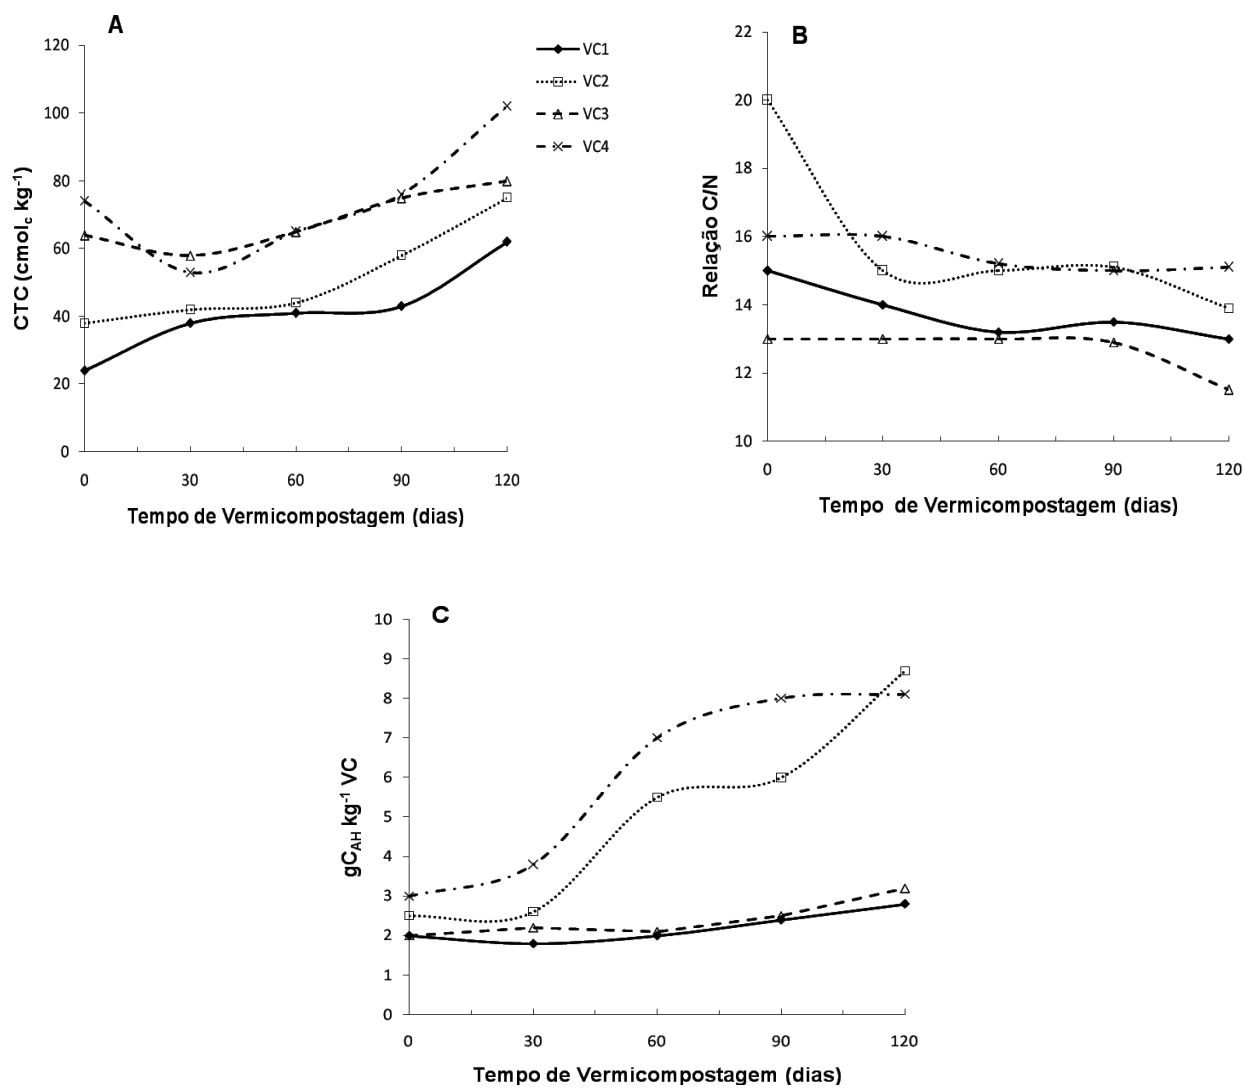 A
120
100
80
60
40
20
0
CTC (cmol_c kg⁻¹)
0 30 60 90 120
Tempo de Vermicompostagem (dias)
VC1
VC2
VC3
VC4
B
22
20
18
16
14
12
10
Relação C/N
0 30 60 90 120
Tempo de Vermicompostagem (dias)
C
10
9
8
7
6
5
4
3
2
1
0
gC_AH kg⁻¹ VC
0 30 60 90 120
Tempo de Vermicompostagem (dias)